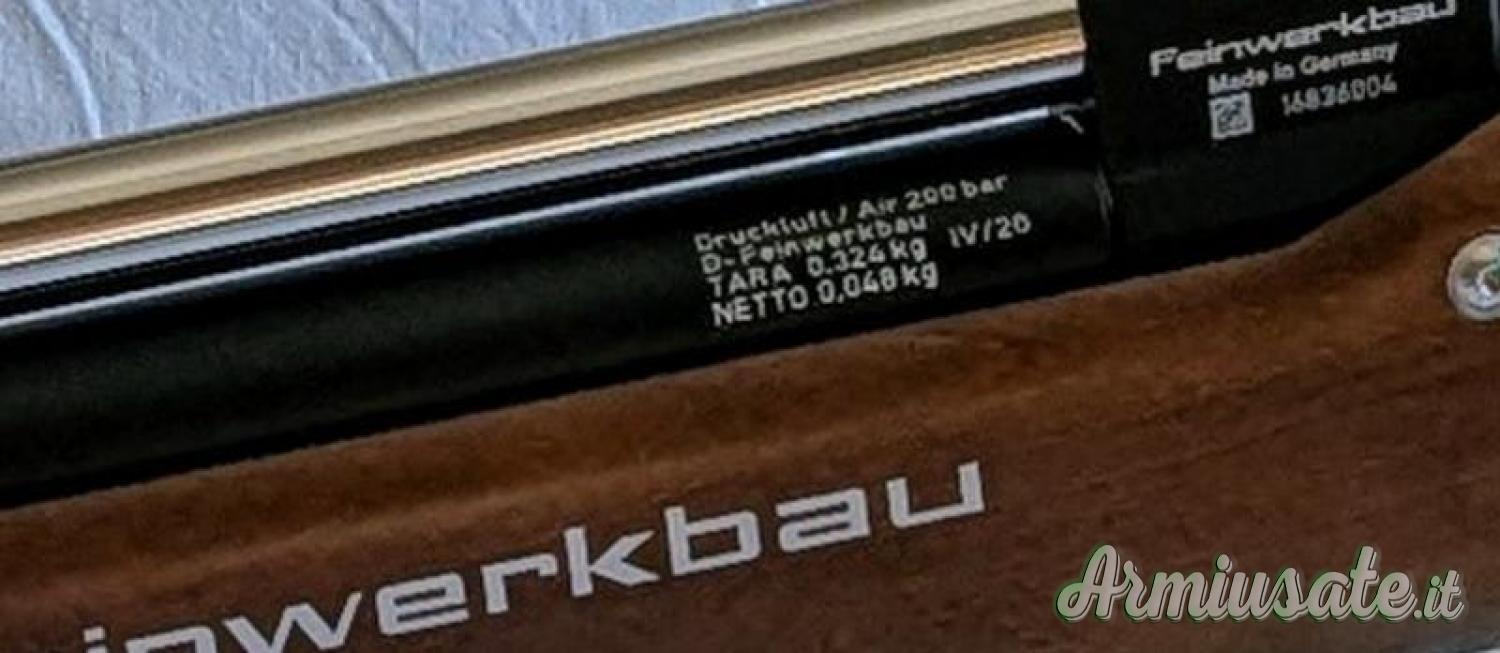 Feinwerkbau
Made in Germany
16836004
Druckluft / Air 200 bar
D-Feinwerkbau
TARA 0.324 kg IV/20
NETTO 0,048 kg
inwerkbau
Armiusate.it